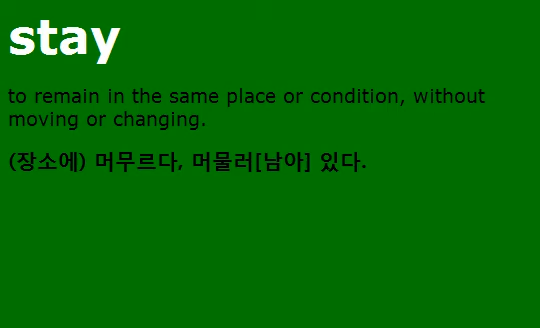 stay
to remain in the same place or condition, without
moving or changing.
(장소에) 머무르다, 머물러[남아] 있다.